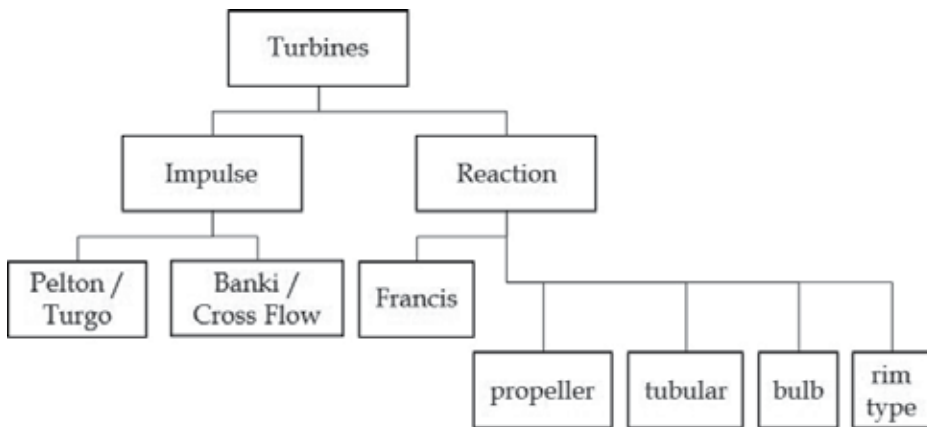 Turbines
Impulse
Reaction
Pelton /
Turgo
Banki /
Cross Flow
Francis
propeller
tubular
bulb
rim
type